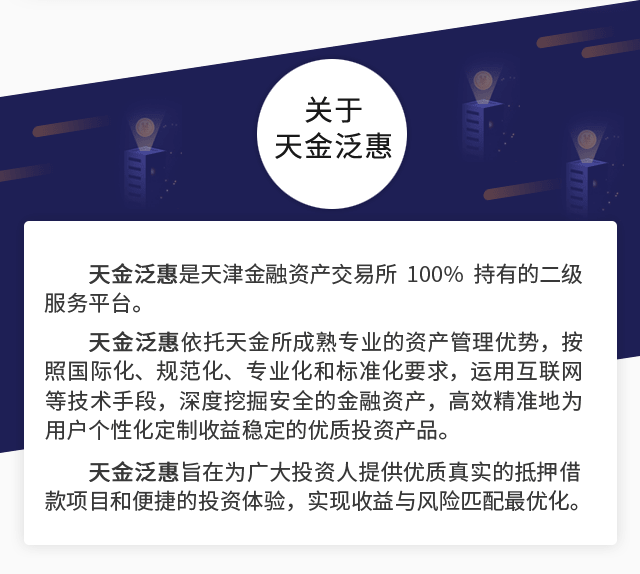 关于
天金泛惠
天金泛惠是天津金融资产交易所 100% 持有的二级
服务平台。
天金泛惠依托天金所成熟专业的资产管理优势，按
照国际化、规范化、专业化和标准化要求，运用互联网
等技术手段，深度挖掘安全的金融资产，高效精准地为
用户个性化定制收益稳定的优质投资产品。
天金泛惠旨在为广大投资人提供优质真实的抵押借
款项目和便捷的投资体验，实现收益与风险匹配最优化。